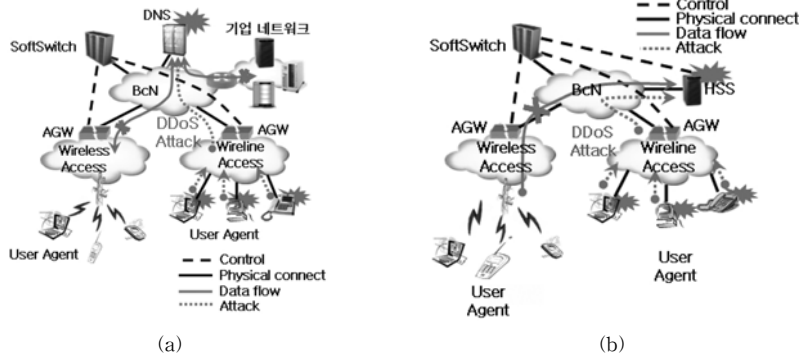 DNS
SoftSwitch
기업 네트워크
BcN
AGW
DDoS
Attack
AGW
Wireless
Access
Wireline
Access
User Agent
User Agent
Control
Physical connect
Data flow
Attack
(a)
Control
Physical connect
Data flow
Attack
SoftSwitch
BcN
HSS
AGW
DDoS
Attack
AGW
Wireless
Access
Wireline
Access
User
Agent
User
Agent
(b)